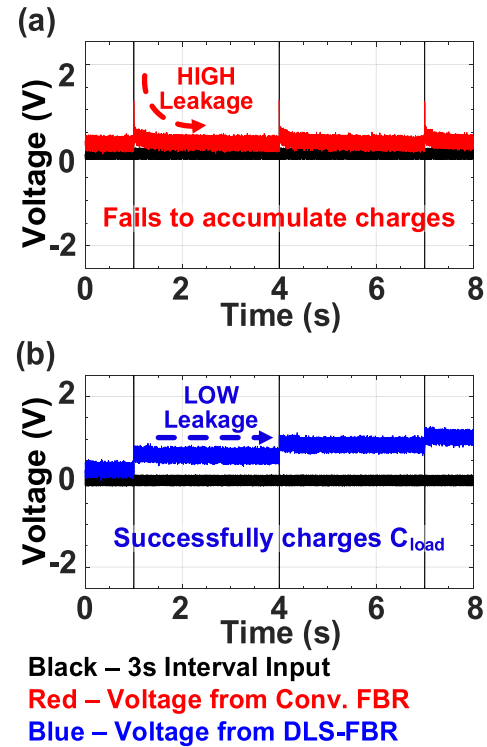 (a)
2
HIGH
Leakage
0
Fails to accumulate charges
-2
Voltage (V)
0 2 4 6 8
Time (s)
(b)
2
LOW
Leakage
0
Successfully charges Cload
-2
Voltage (V)
0 2 4 6 8
Time (s)
Black – 3s Interval Input
Red – Voltage from Conv. FBR
Blue – Voltage from DLS-FBR